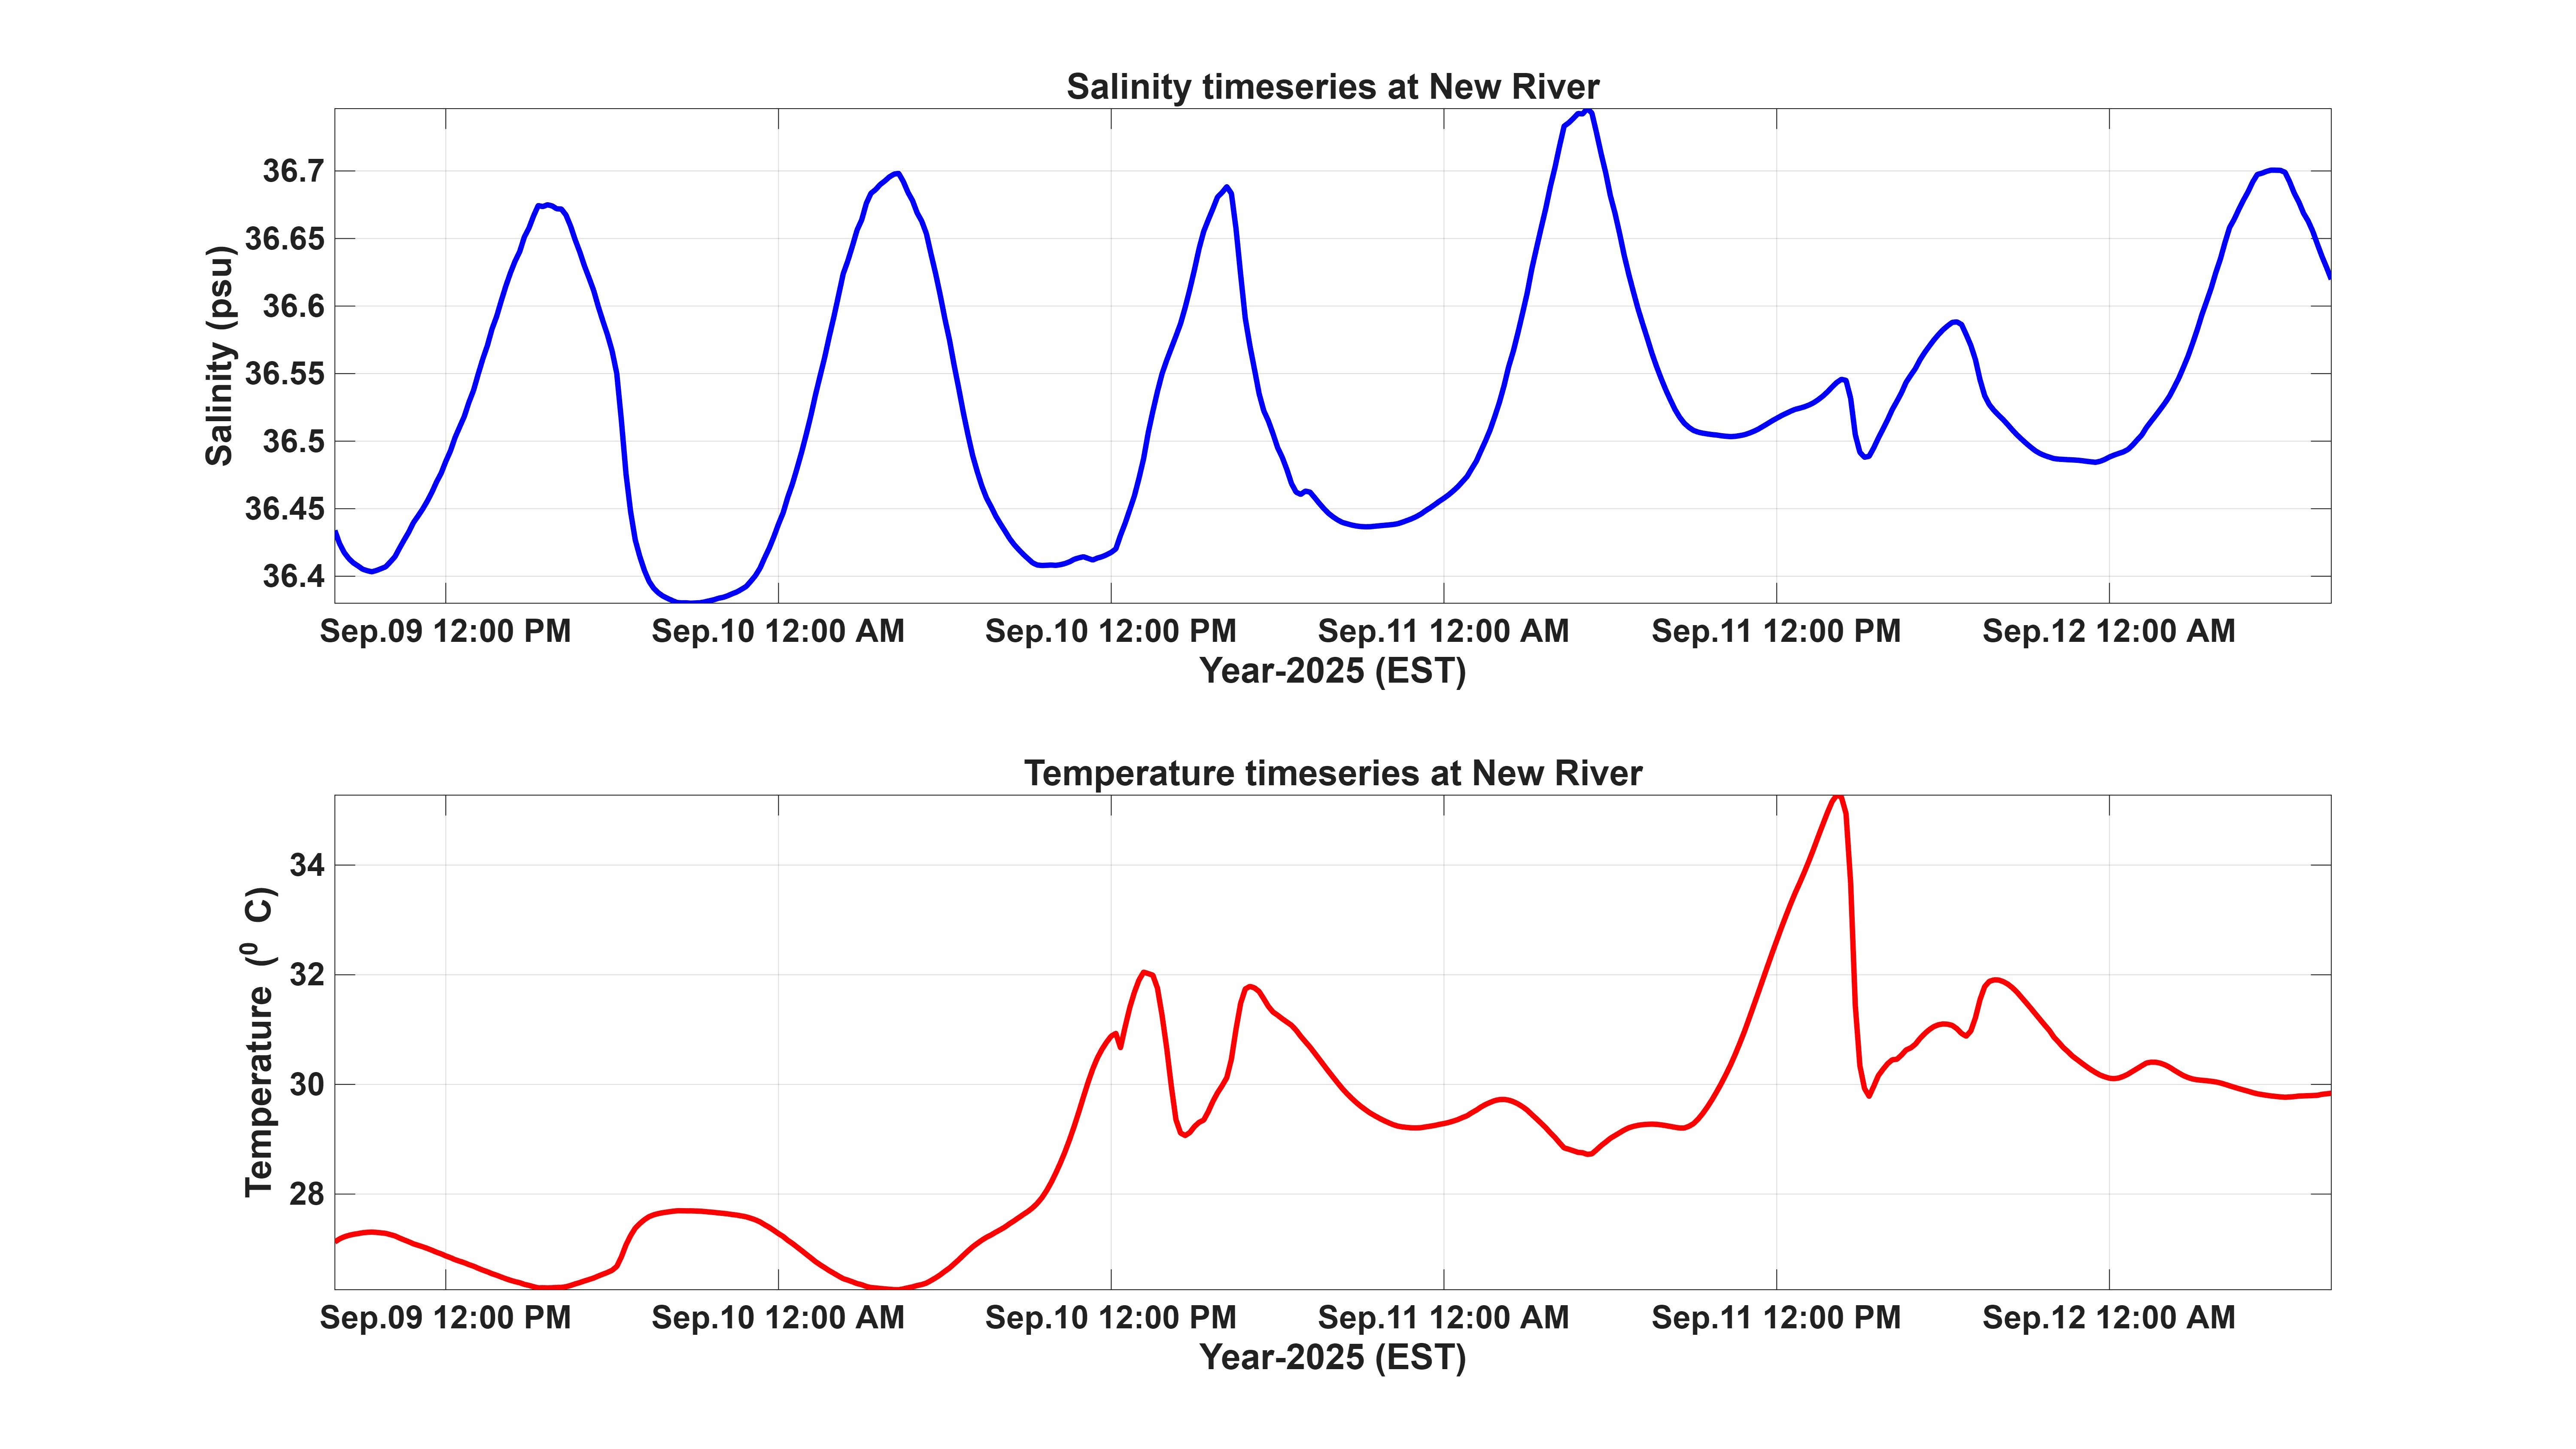 Salinity timeseries at New River
Salinity (psu)
36.7
36.65
36.6
36.55
36.5
36.45
36.4
Sep.09 12:00 PM Sep.10 12:00 AM Sep.10 12:00 PM Sep.11 12:00 AM Sep.11 12:00 PM Sep.12 12:00 AM
Year-2025 (EST)
Temperature timeseries at New River
Temperature (⁰ C)
34
32
30
28
Sep.09 12:00 PM Sep.10 12:00 AM Sep.10 12:00 PM Sep.11 12:00 AM Sep.11 12:00 PM Sep.12 12:00 AM
Year-2025 (EST)